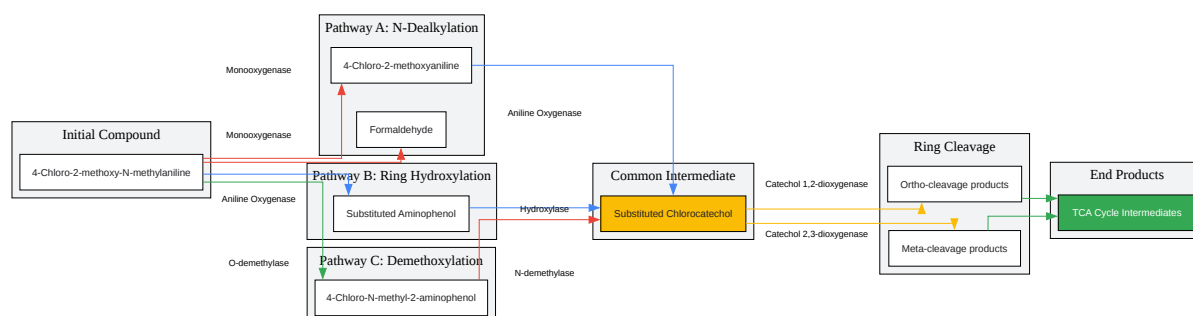 Initial Compound
4-Chloro-2-methoxy-N-methylaniline
Monooxygenase
Monooxygenase
Aniline Oxygenase
O-demethylase
Pathway A: N-Dealkylation
4-Chloro-2-methoxyaniline
Formaldehyde
Pathway B: Ring Hydroxylation
Substituted Aminophenol
Pathway C: Demethoxylation
4-Chloro-N-methyl-2-aminophenol
Aniline Oxygenase
Hydroxylase
N-demethylase
Common Intermediate
Substituted Chlorocatechol
Catechol 1,2-dioxygenase
Catechol 2,3-dioxygenase
Ring Cleavage
Ortho-cleavage products
Meta-cleavage products
End Products
TCA Cycle Intermediates